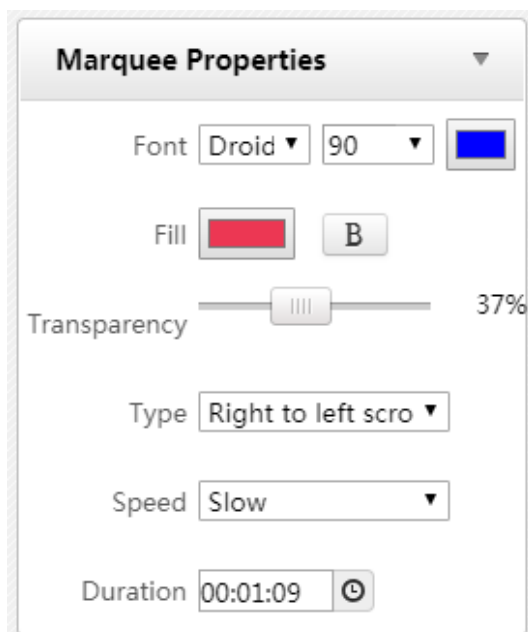 Marquee Properties
Font Droid 90
Fill B
Transparency 37%
Type Right to left scro
Speed Slow
Duration 00:01:09